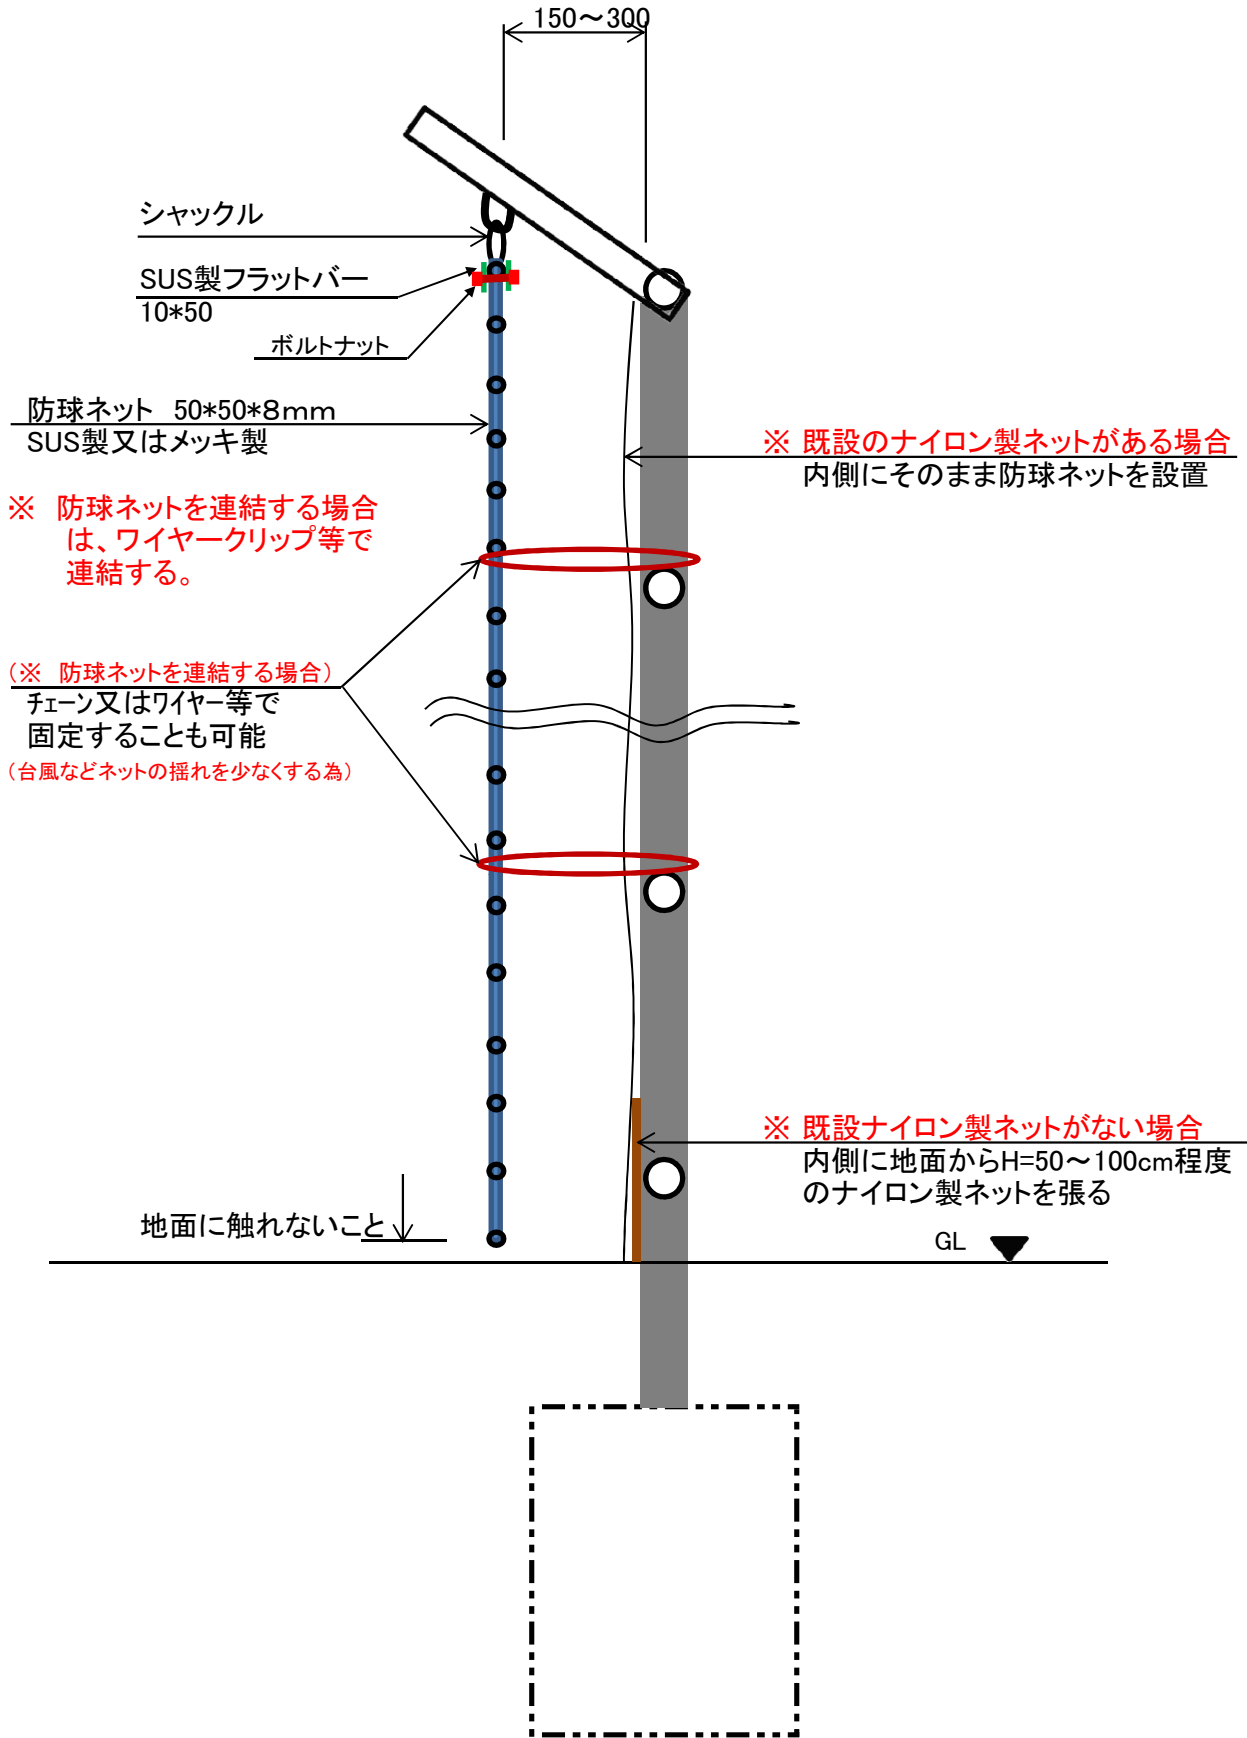 150～300
シャックル
SUS製フラットバー
10*50
ボルトナット
防球ネット　50*50*8mm
SUS製又はメッキ製
※　防球ネットを連結する場合
は、ワイヤークリップ等で
連結する。
（※　防球ネットを連結する場合）
チェーン又はワイヤー等で
固定することも可能
（台風などネットの揺れを少なくする為）
※ 既設のナイロン製ネットがある場合
内側にそのまま防球ネットを設置
※ 既設ナイロン製ネットがない場合
内側に地面からH=50～100cm程度
のナイロン製ネットを張る
地面に触れないこと
GL